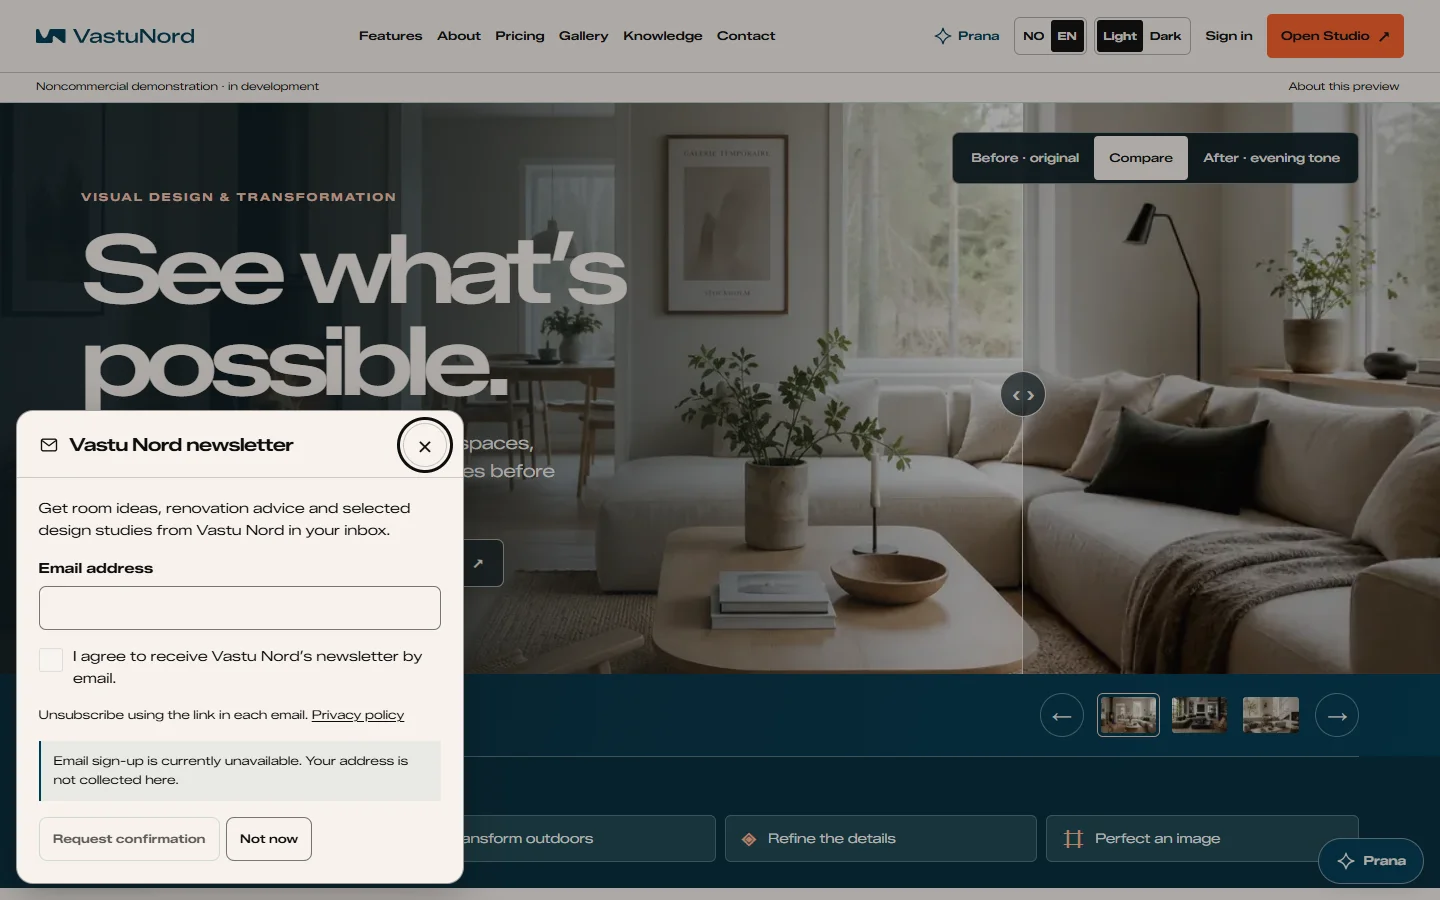 VastuNord
Features About Pricing Gallery Knowledge Contact
Prana
NO EN
Light Dark
Sign in
Open Studio ↗
Noncommercial demonstration · in development
About this preview
Before · original
Compare
After · evening tone
VISUAL DESIGN & TRANSFORMATION
See what's
possible.
spaces,
es before
↗
Vastu Nord newsletter
×
Get room ideas, renovation advice and selected
design studies from Vastu Nord in your inbox.
Email address
I agree to receive Vastu Nord's newsletter by
email.
Unsubscribe using the link in each email. Privacy policy
Email sign-up is currently unavailable. Your address is
not collected here.
Request confirmation
Not now
← →
ansform outdoors
Refine the details
Perfect an image
Prana
STOCKHOLM